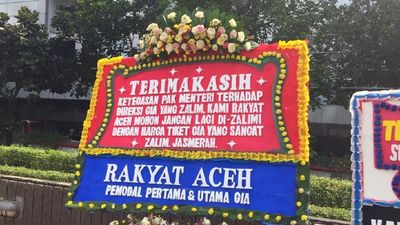 TERIMAKASIH
KETEGASAN PAK MENTERI TERHADAP
DIREKSI GIA YANG ZALIM, KAMI RAKYAT
ACEH MOHON JANGAN LAGI DI-ZALIMI
DENGAN HARGA TIKET GIA YANG SANGAT
ZALIM, JASMERAH.
RAKYAT ACEH
PEMODAL PERTAMA & UTAMA GIA